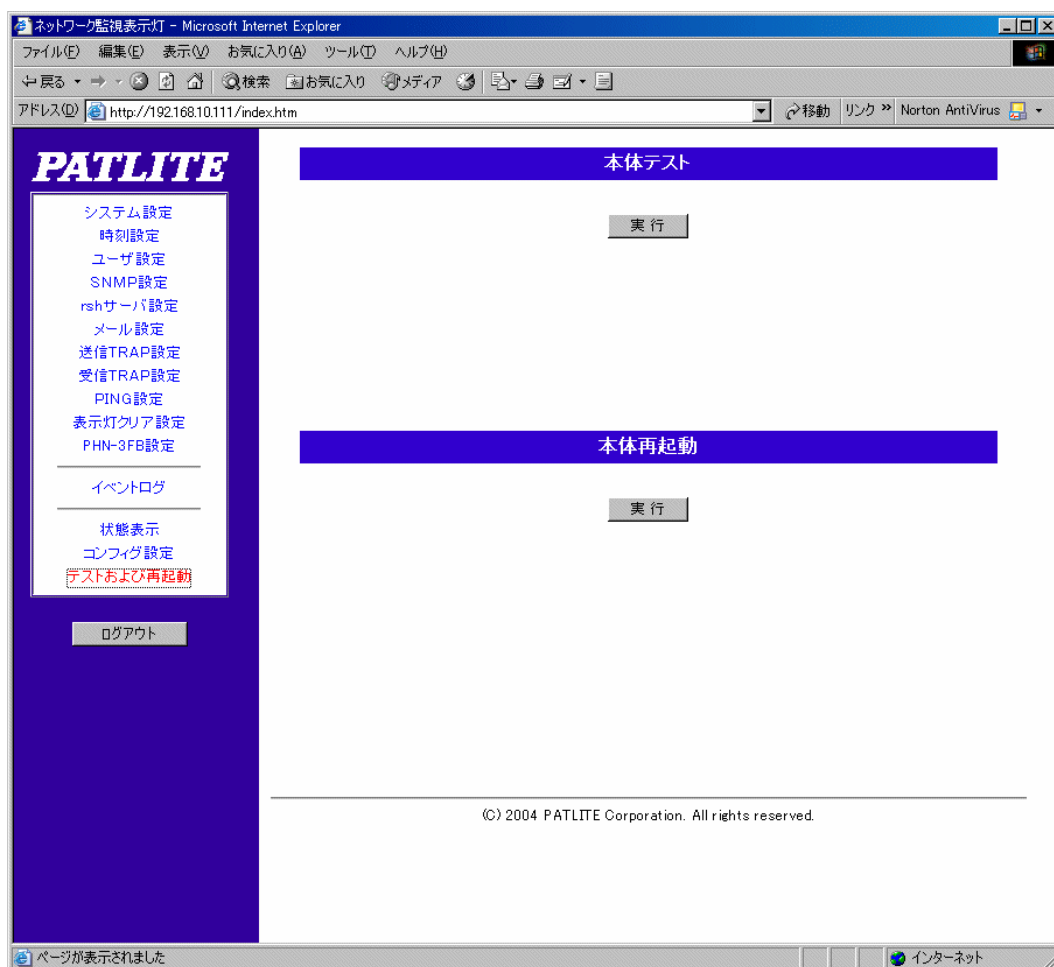 ネットワーク監視表示灯 - Microsoft Internet Explorer
ファイル(F) 編集(E) 表示(V) お気に入り(A) ツール(T) ヘルプ(H)
戻る 検索 お気に入り メディア
アドレス(D) http://192.168.10.111/index.htm 移動 リンク » Norton AntiVirus
PATLITE
システム設定
時刻設定
ユーザ設定
SNMP設定
rshサーバ設定
メール設定
送信TRAP設定
受信TRAP設定
PING設定
表示灯クリア設定
PHN-3FB設定
イベントログ
状態表示
コンフィグ設定
テストおよび再起動
ログアウト
本体テスト
実 行
本体再起動
実 行
(C) 2004 PATLITE Corporation. All rights reserved.
ページが表示されました インターネット